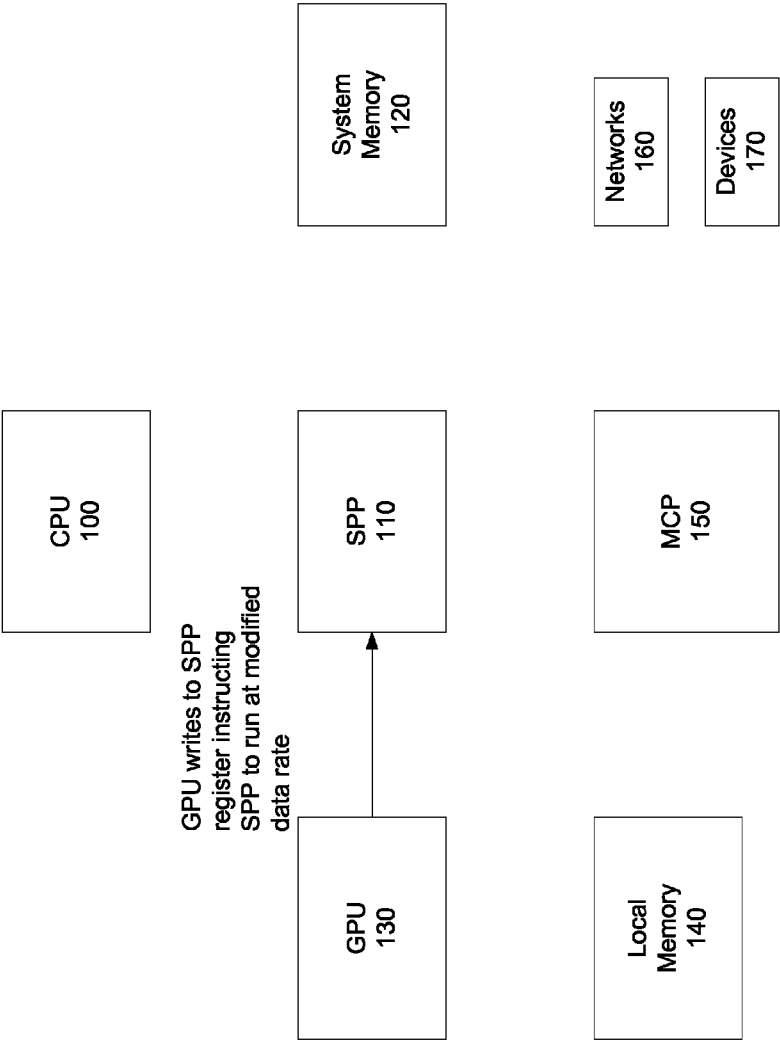 CPU
100
GPU writes to SPP
register instructing
SPP to run at modified
data rate
GPU
130
SPP
110
System
Memory
120
Local
Memory
140
MCP
150
Networks
160
Devices
170